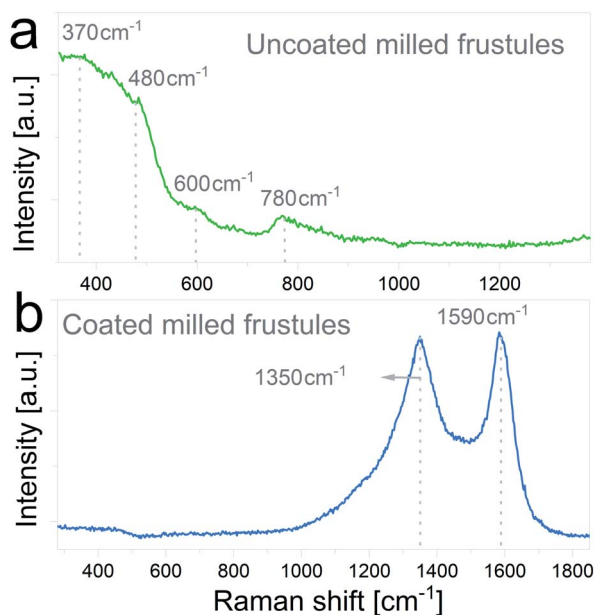 a
370cm⁻¹
Uncoated milled frustules
480cm⁻¹
600cm⁻¹
780cm⁻¹
Intensity [a.u.]
400 600 800 1000 1200
b
Coated milled frustules
1590cm⁻¹
1350cm⁻¹
Intensity [a.u.]
400 600 800 1000 1200 1400 1600 1800
Raman shift [cm⁻¹]